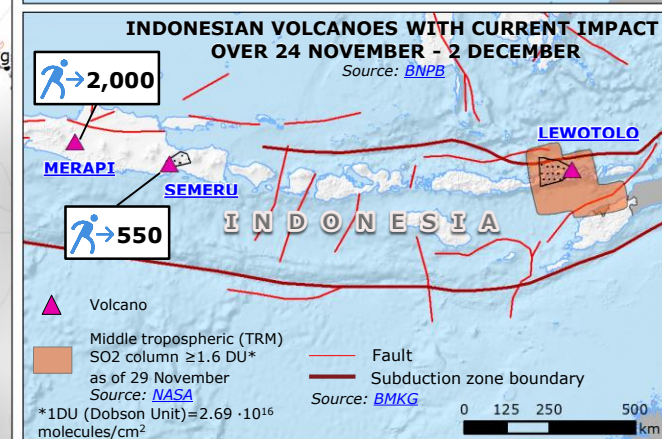 INDONESIAN VOLCANOES WITH CURRENT IMPACT
OVER 24 NOVEMBER - 2 DECEMBER
Source: BNPB
g
2,000
LEWOTOLO
MERAPI
SEMERU
550
INDONESIA
Volcano
Middle tropospheric (TRM)
SO2 column ≥1.6 DU*
as of 29 November
Source: NASA
*1DU (Dobson Unit)=2.69 ·10¹⁶
molecules/cm²
Fault
Subduction zone boundary
Source: BMKG
0 125 250 500
km